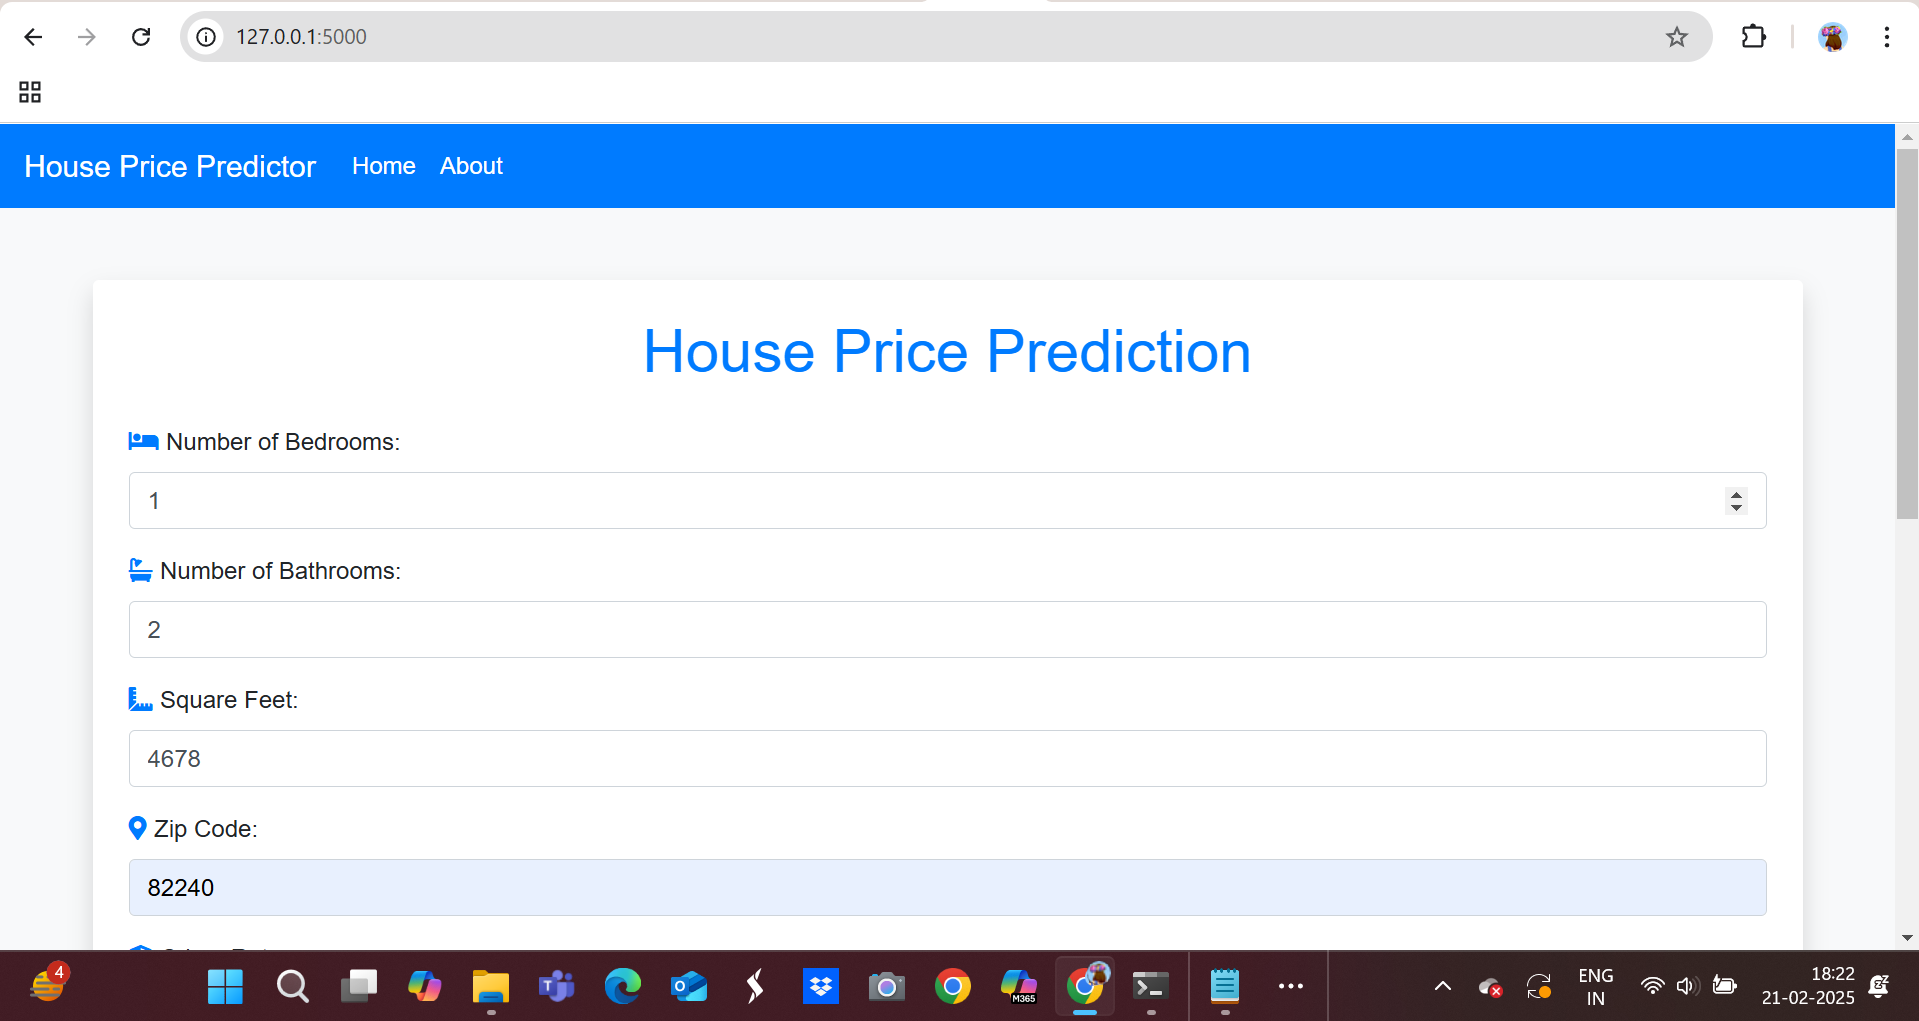 127.0.0.1:5000
House Price Predictor Home About
House Price Prediction
Number of Bedrooms:
1
Number of Bathrooms:
2
Square Feet:
4678
Zip Code:
82240
4
M365
ENG
IN
18:22
21-02-2025